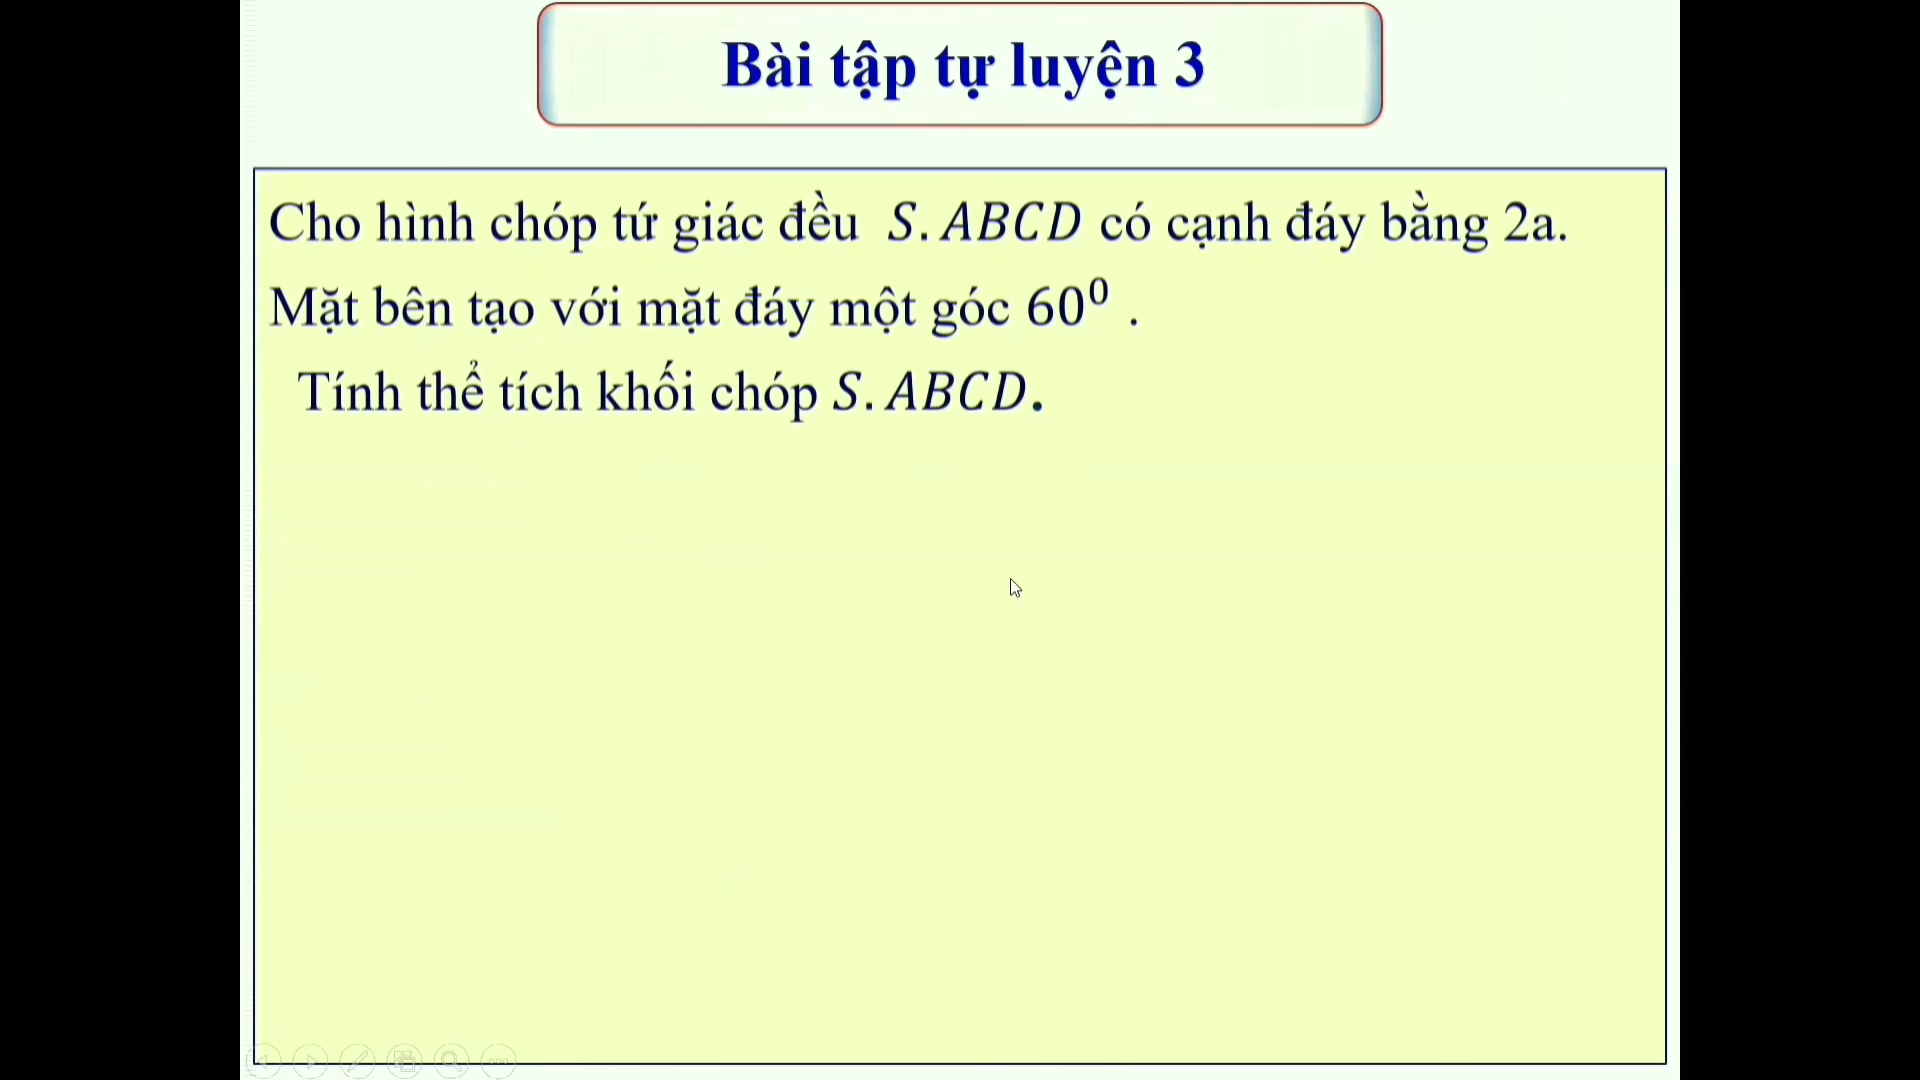 Bài tập tự luyện 3
Cho hình chóp tứ giác đều S.ABCD có cạnh đáy bằng 2a.
Mặt bên tạo với mặt đáy một góc 60⁰ .
Tính thể tích khối chóp S.ABCD.